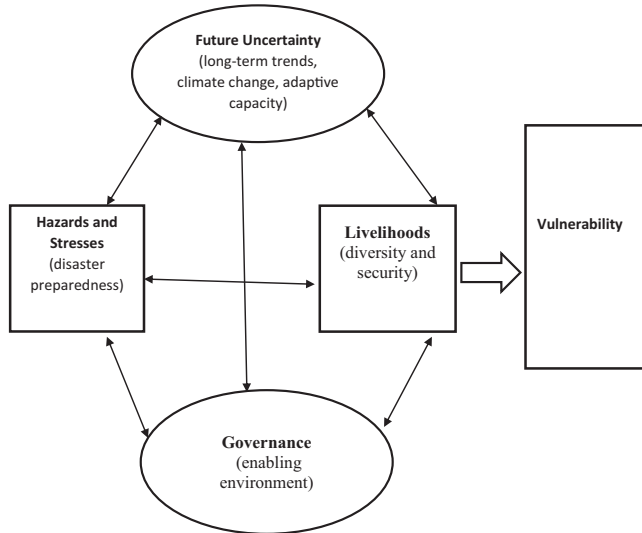 Future Uncertainty
(long-term trends,
climate change, adaptive
capacity)
Hazards and
Stresses
(disaster
preparedness)
Livelihoods
(diversity and
security)
Vulnerability
Governance
(enabling
environment)